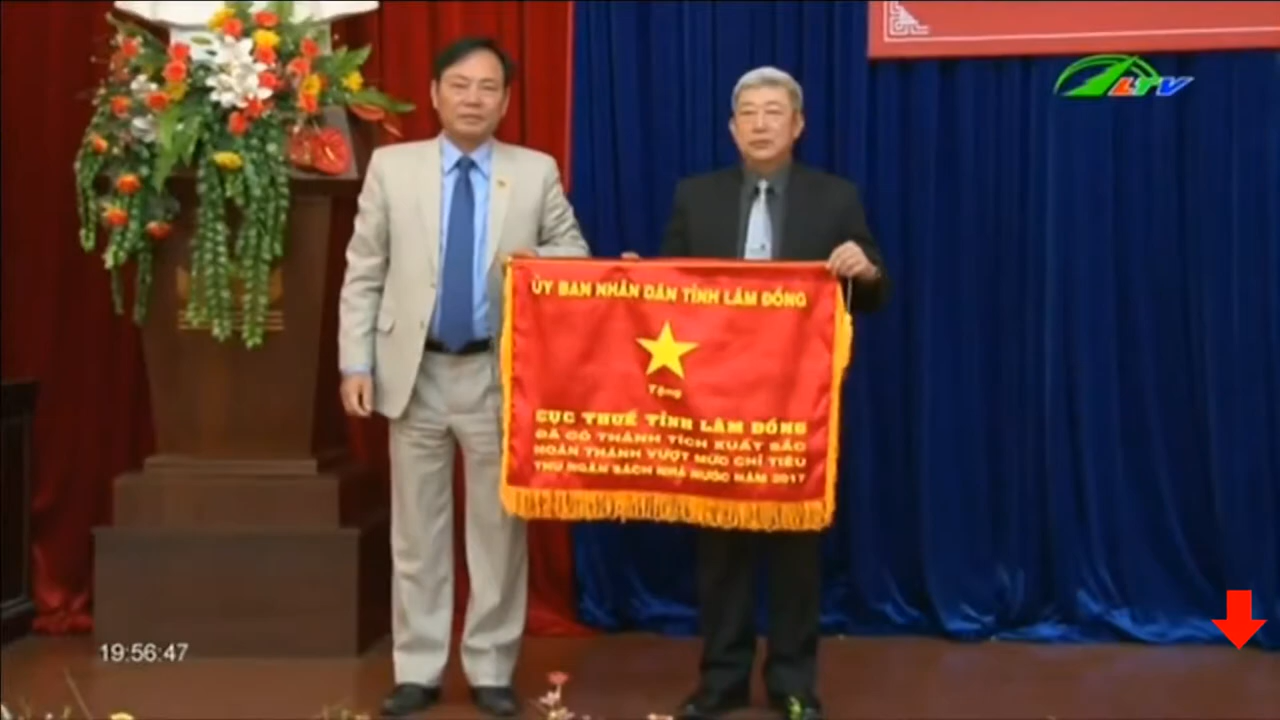 LTV
ỦY BAN NHÂN DÂN TỈNH LÂM ĐỒNG
Tặng
CỤC THUẾ TỈNH LÂM ĐỒNG
ĐÃ CÓ THÀNH TÍCH XUẤT SẮC
HOÀN THÀNH VƯỢT MỨC CHỈ TIÊU
THU NGÂN SÁCH NHÀ NƯỚC NĂM 2017
19:56:47